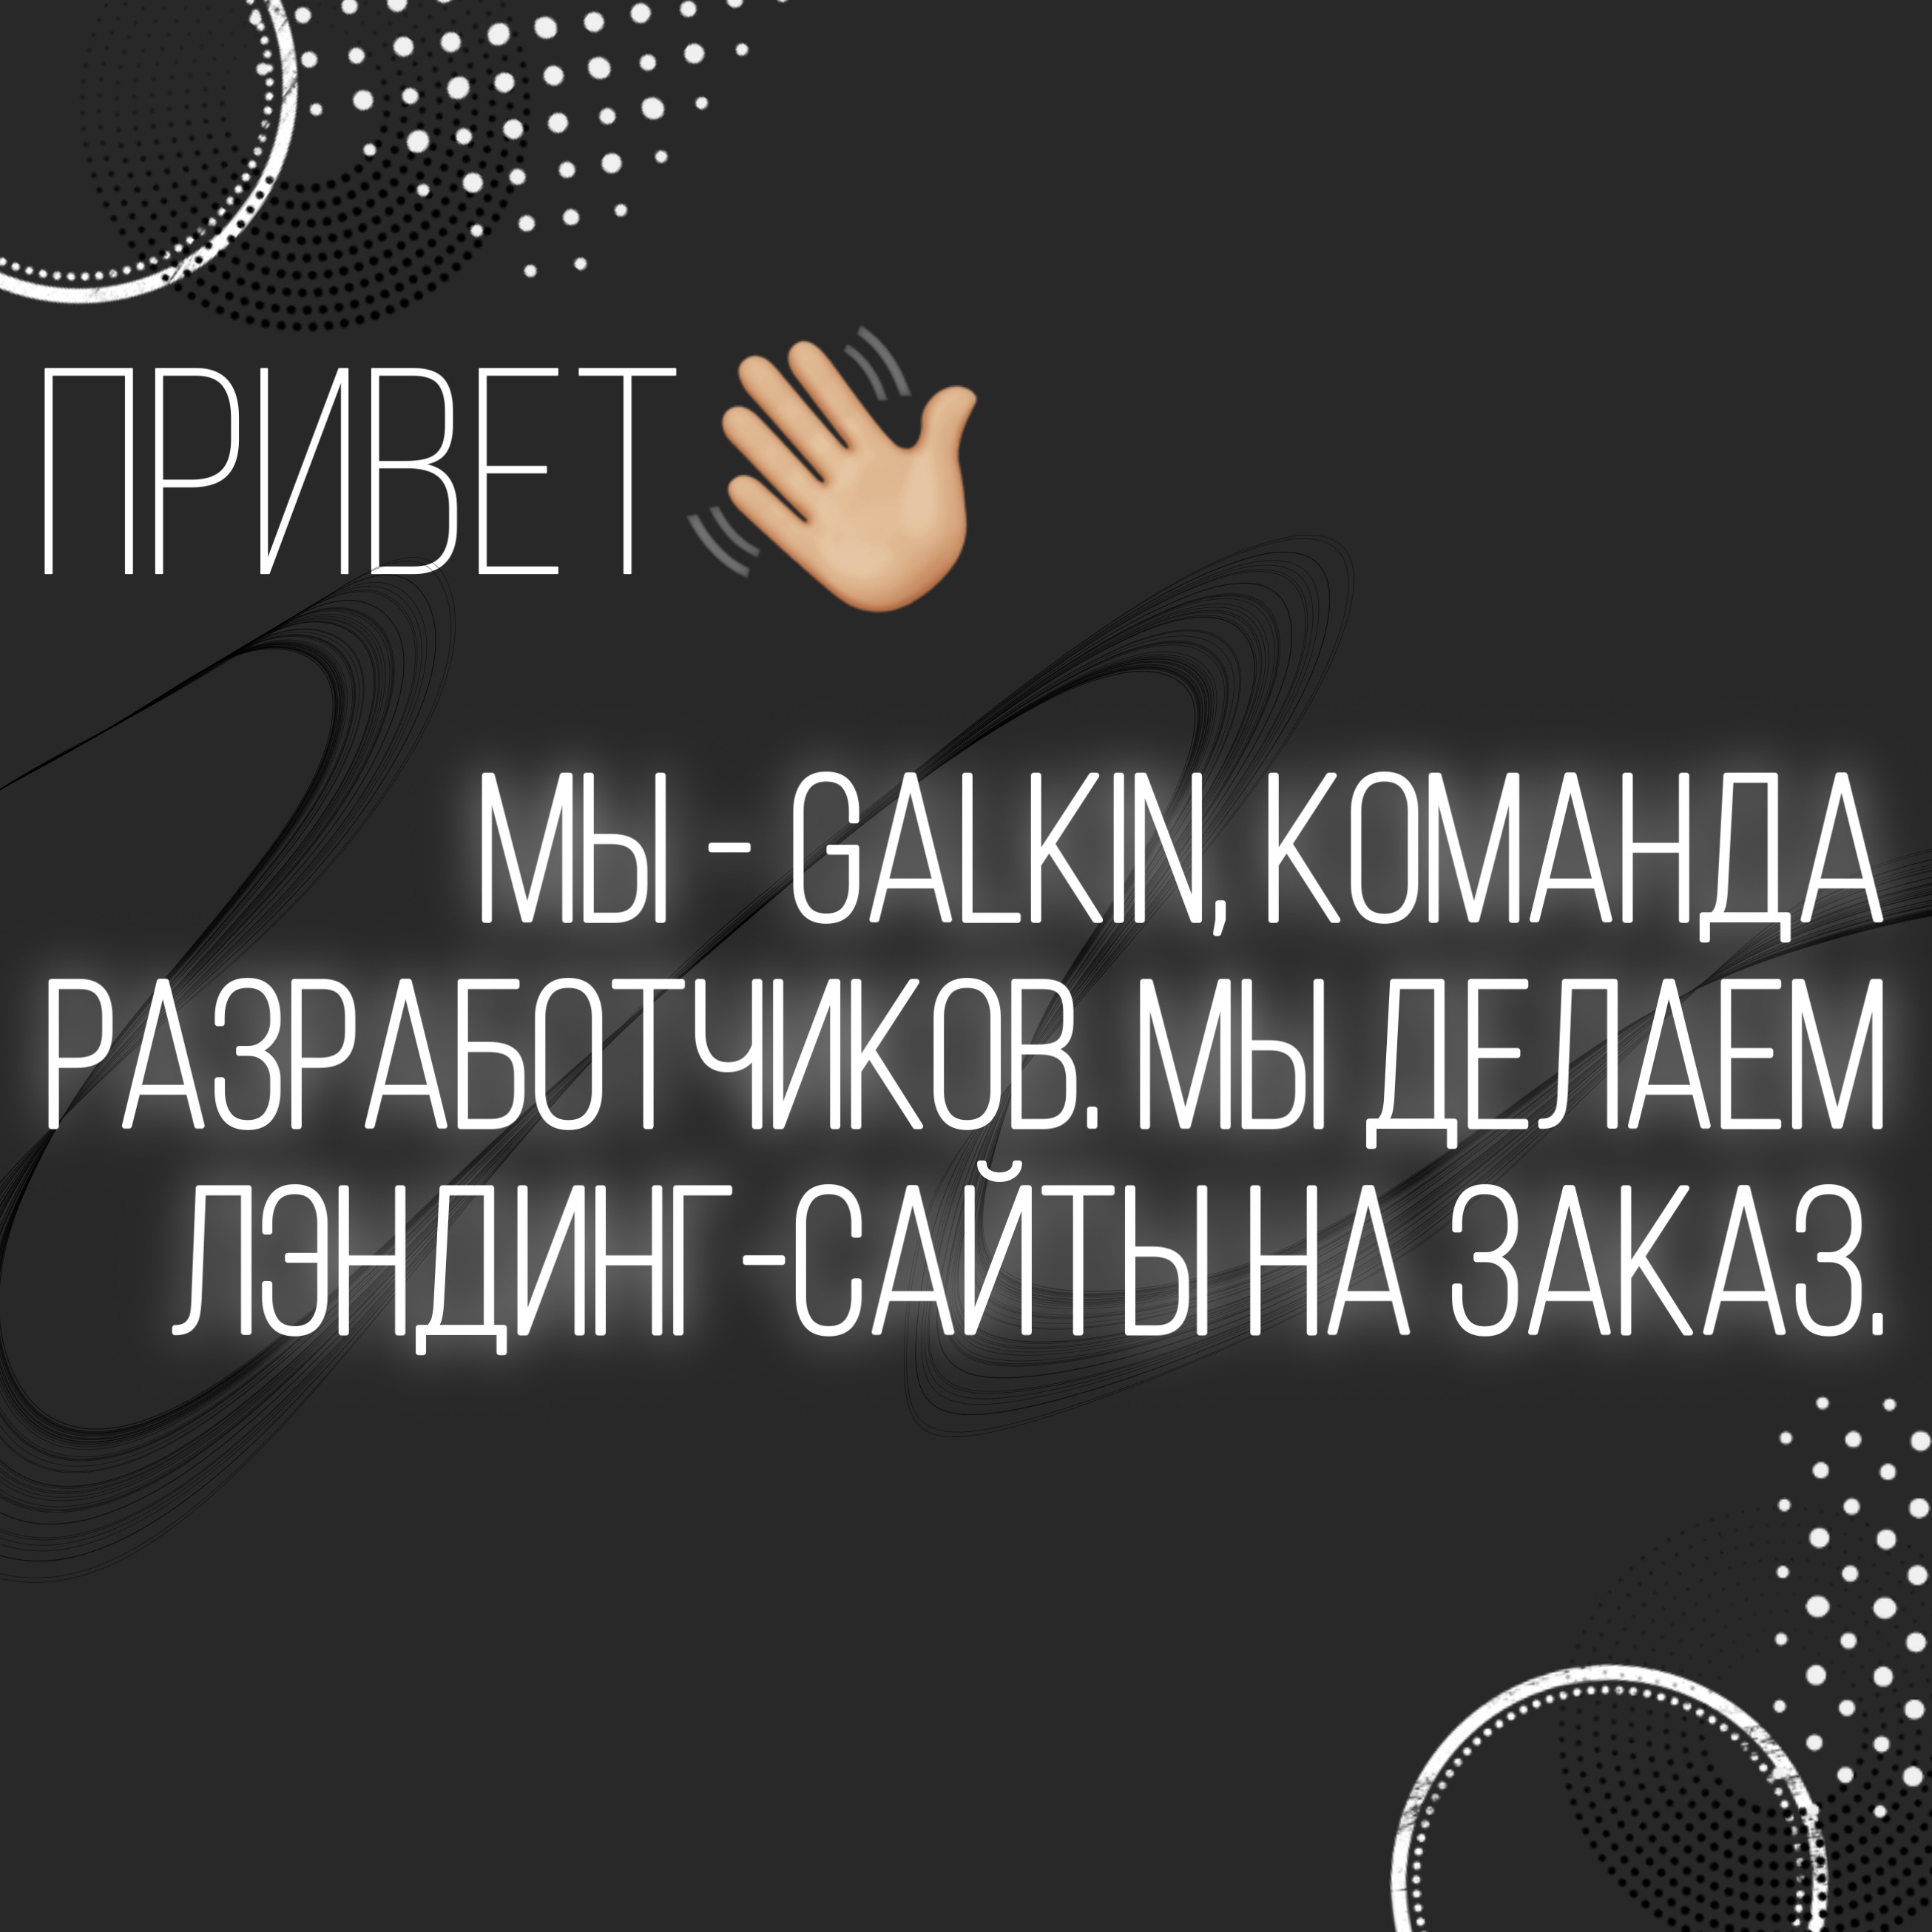 ПРИВЕТ 👋🏼
МЫ - GALKIN, КОМАНДА
РАЗРАБОТЧИКОВ. МЫ ДЕЛАЕМ
ЛЭНДИНГ -САЙТЫ НА ЗАКАЗ.